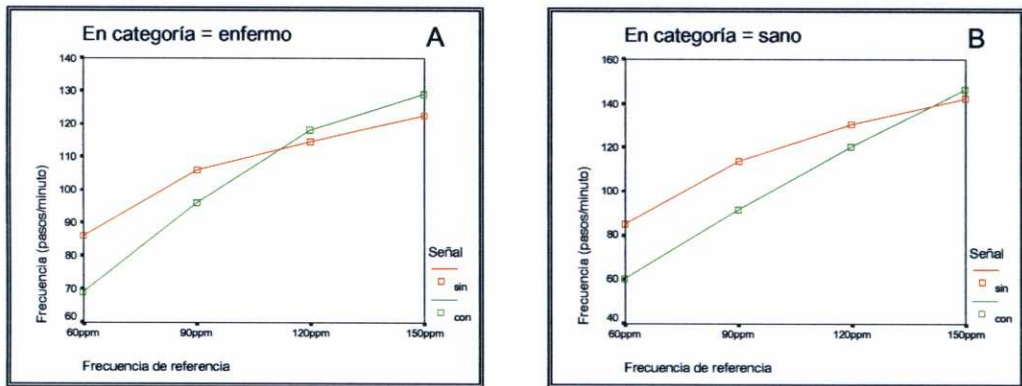 En categoría = enfermo
A
140
130
120
110
100
90
80
70
60
Frecuencia (pasos/minuto)
60ppm
90ppm
120ppm
150ppm
Frecuencia de referencia
Señal
sin
con
En categoría = sano
B
160
140
120
100
80
60
40
Frecuencia (pasos/minuto)
60ppm
90ppm
120ppm
150ppm
Frecuencia de referencia
Señal
sin
con